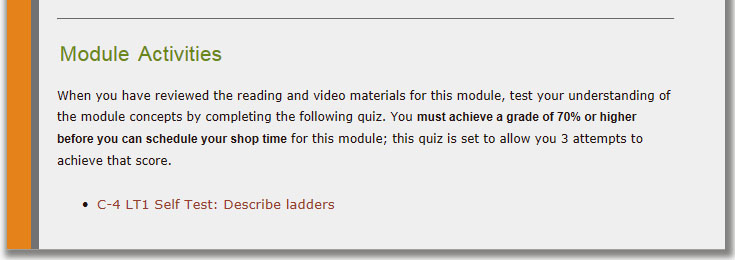 Module Activities
When you have reviewed the reading and video materials for this module, test your understanding of
the module concepts by completing the following quiz. You must achieve a grade of 70% or higher
before you can schedule your shop time for this module; this quiz is set to allow you 3 attempts to
achieve that score.
• C-4 LT1 Self Test: Describe ladders